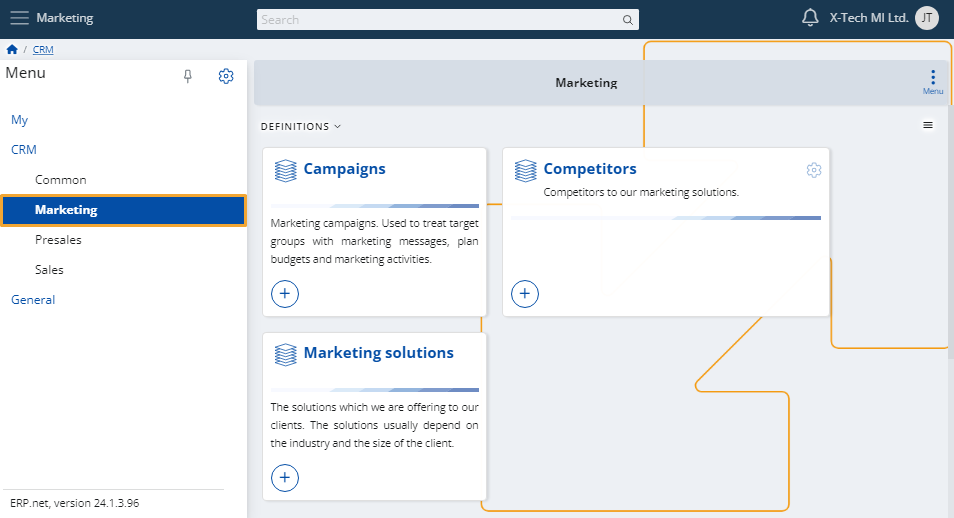 Marketing
Search
X-Tech MI Ltd.
JT
/ CRM
Menu
My
CRM
Common
Marketing
Presales
Sales
General
ERP.net, version 24.1.3.96
Marketing
Menu
DEFINITIONS
Campaigns
Marketing campaigns. Used to treat target
groups with marketing messages, plan
budgets and marketing activities.
Competitors
Competitors to our marketing solutions.
Marketing solutions
The solutions which we are offering to our
clients. The solutions usually depend on
the industry and the size of the client.